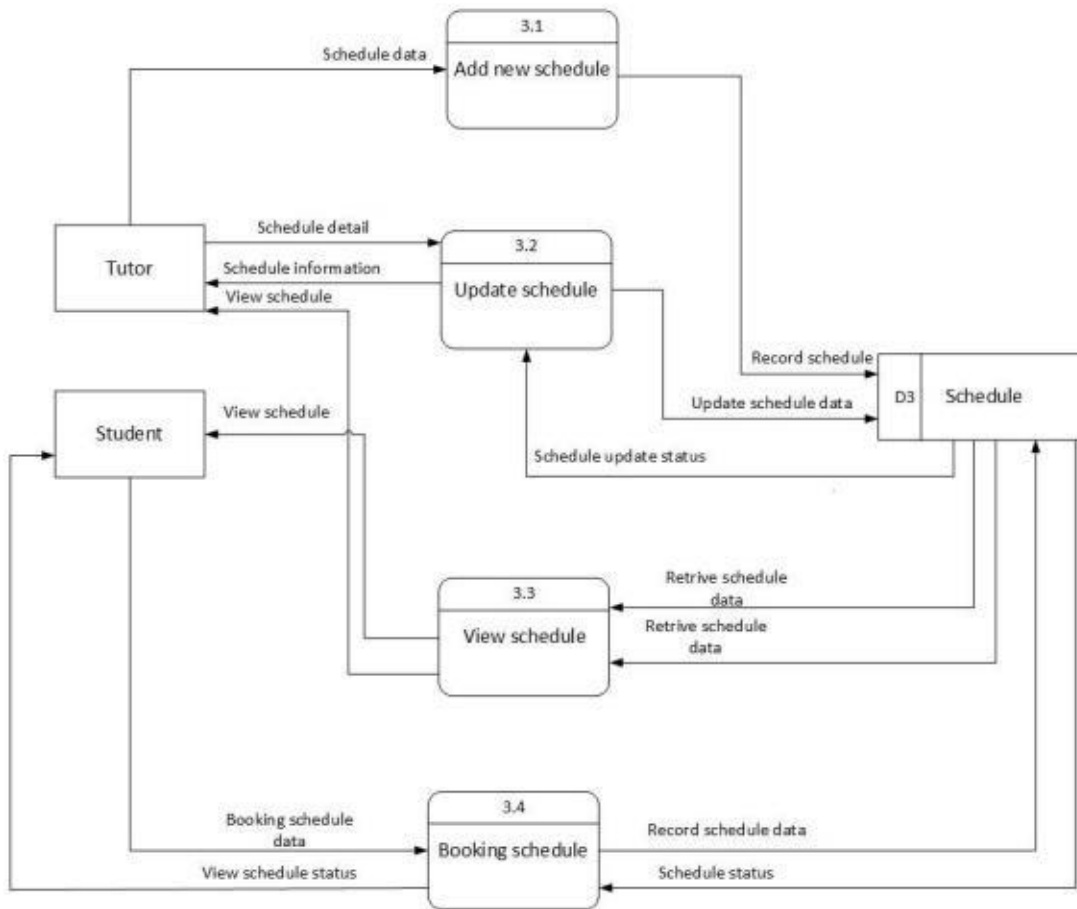 3.1
Schedule data
Add new schedule
Schedule detail
3.2
Tutor
Schedule information
Update schedule
View schedule
Record schedule
D3
Schedule
Update schedule data
View schedule
Student
Schedule update status
Retrive schedule
data
3.3
View schedule
Retrive schedule
data
3.4
Booking schedule
data
Record schedule data
Booking schedule
View schedule status
Schedule status